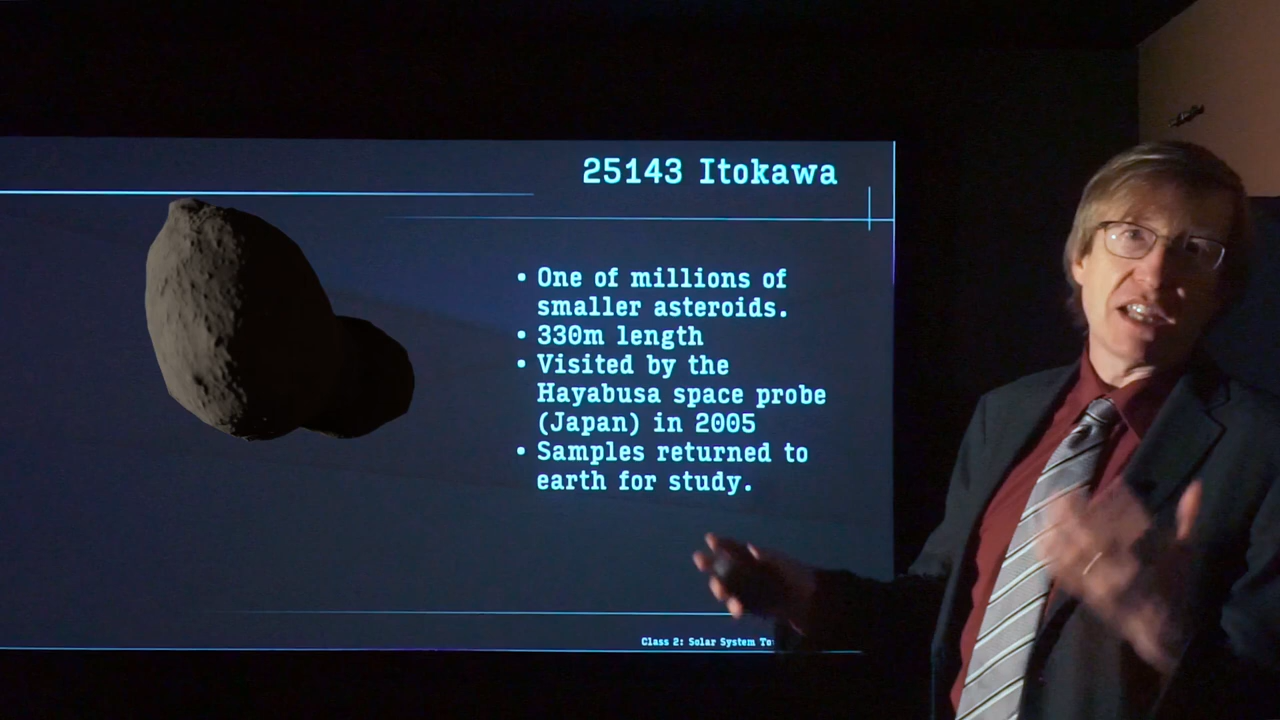 25143 Itokawa
• One of millions of
smaller asteroids.
• 330m length
• Visited by the
Hayabusa space probe
(Japan) in 2005
• Samples returned to
earth for study.
Class 2: Solar System